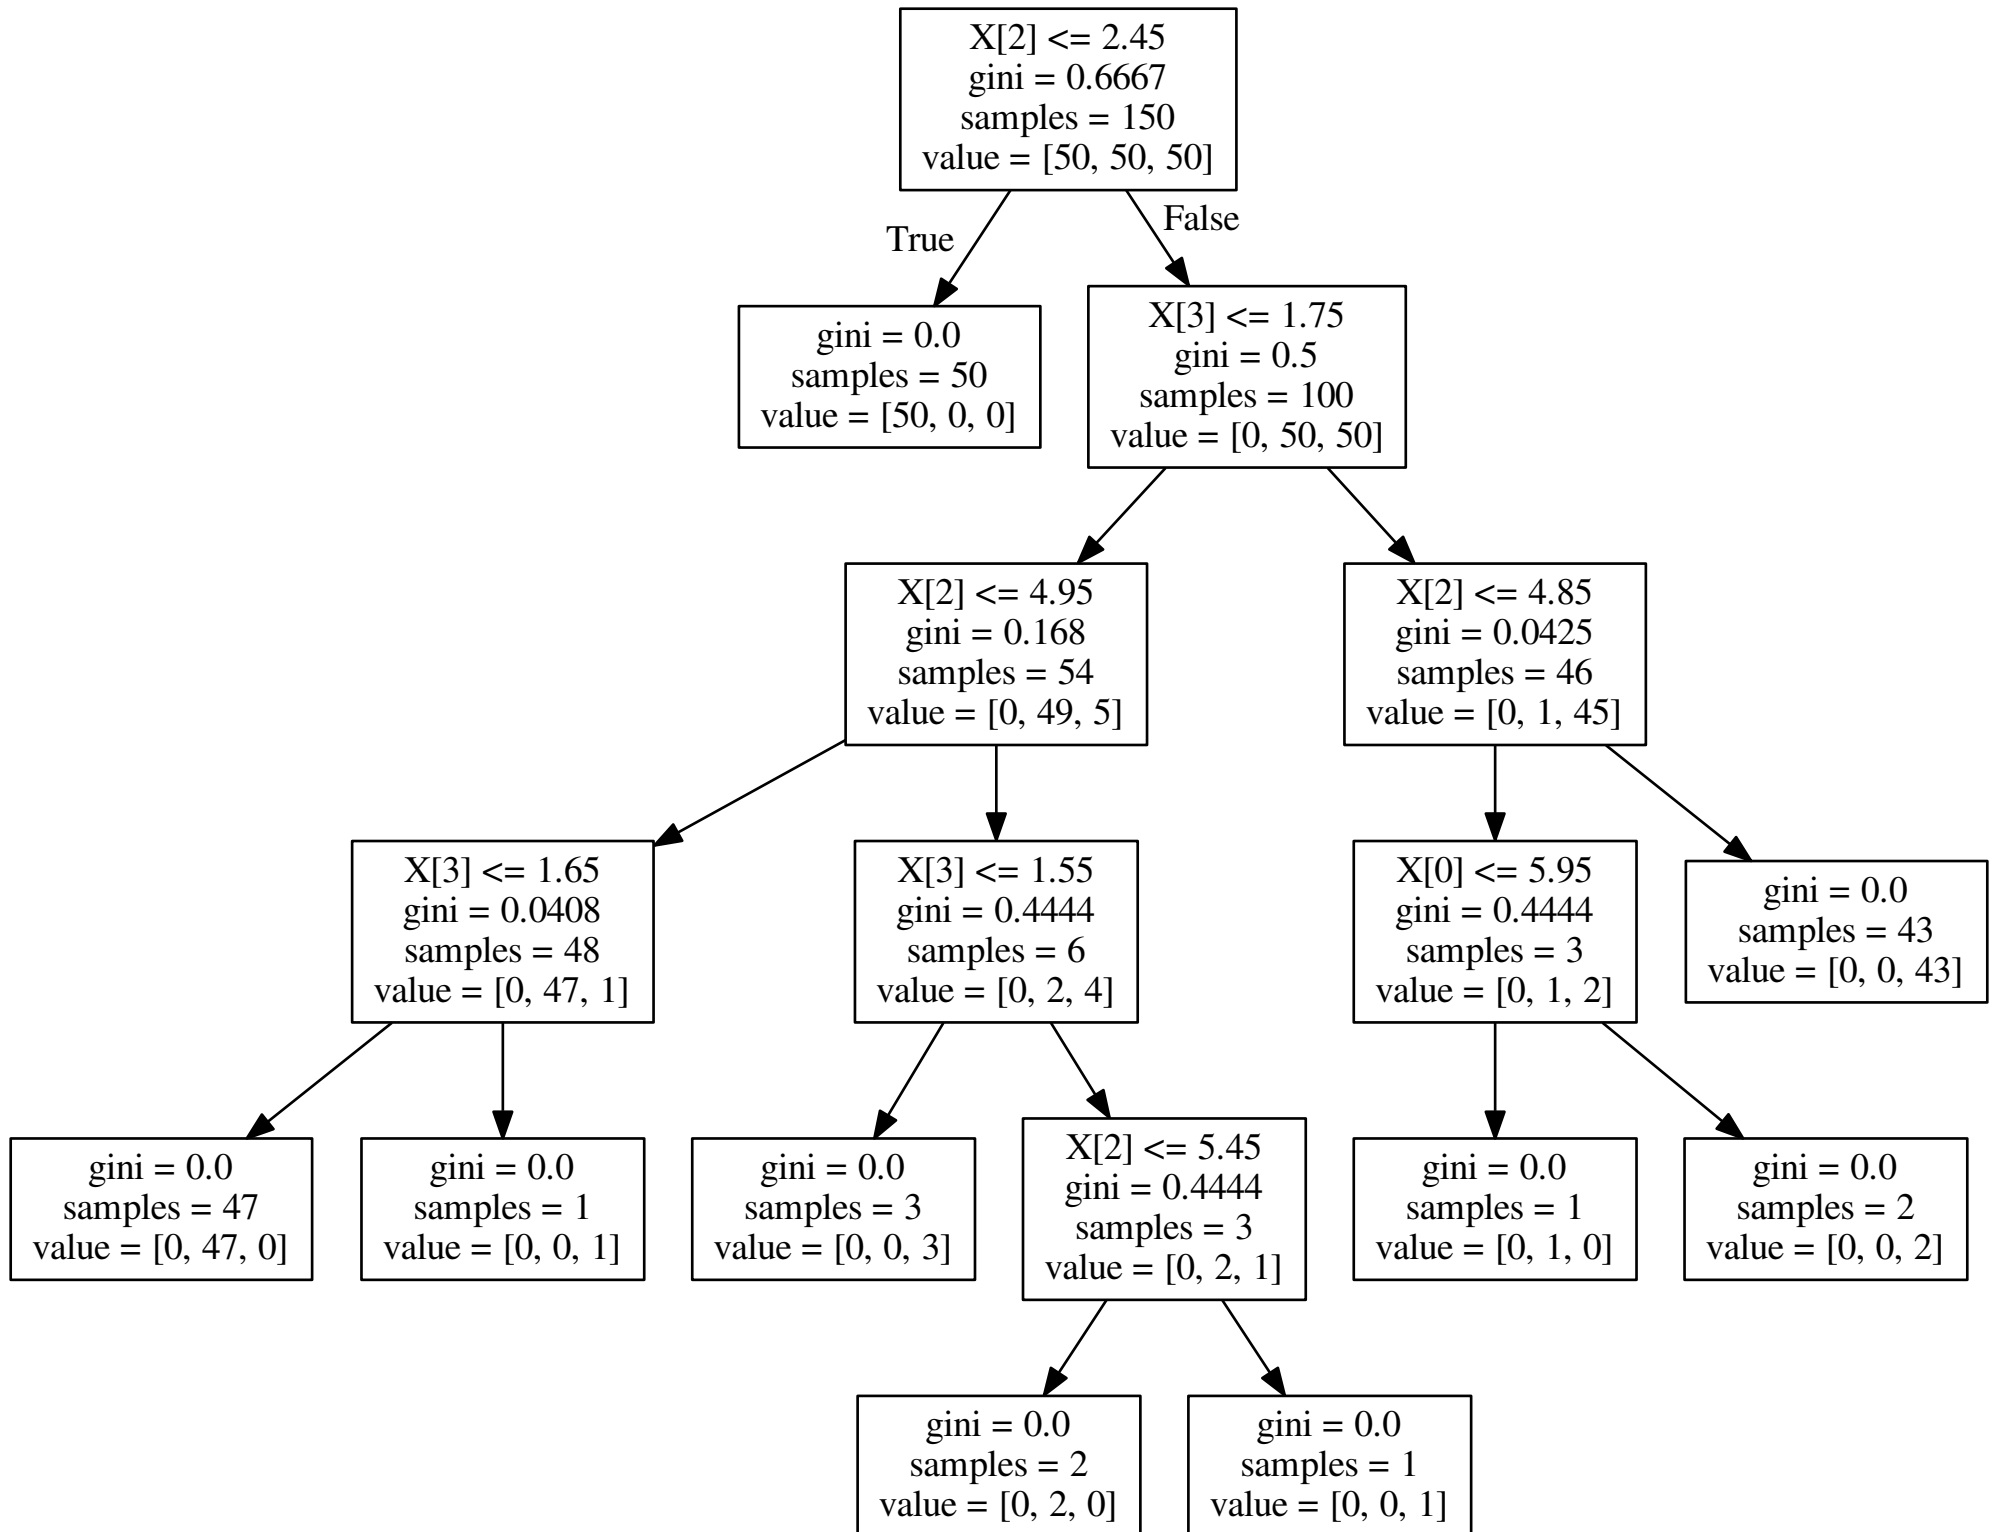 X[2] <= 2.45
gini = 0.6667
samples = 150
value = [50, 50, 50]
True
False
gini = 0.0
samples = 50
value = [50, 0, 0]
X[3] <= 1.75
gini = 0.5
samples = 100
value = [0, 50, 50]
X[2] <= 4.95
gini = 0.168
samples = 54
value = [0, 49, 5]
X[2] <= 4.85
gini = 0.0425
samples = 46
value = [0, 1, 45]
X[3] <= 1.65
gini = 0.0408
samples = 48
value = [0, 47, 1]
X[3] <= 1.55
gini = 0.4444
samples = 6
value = [0, 2, 4]
X[0] <= 5.95
gini = 0.4444
samples = 3
value = [0, 1, 2]
gini = 0.0
samples = 43
value = [0, 0, 43]
gini = 0.0
samples = 47
value = [0, 47, 0]
gini = 0.0
samples = 1
value = [0, 0, 1]
gini = 0.0
samples = 3
value = [0, 0, 3]
X[2] <= 5.45
gini = 0.4444
samples = 3
value = [0, 2, 1]
gini = 0.0
samples = 1
value = [0, 1, 0]
gini = 0.0
samples = 2
value = [0, 0, 2]
gini = 0.0
samples = 2
value = [0, 2, 0]
gini = 0.0
samples = 1
value = [0, 0, 1]